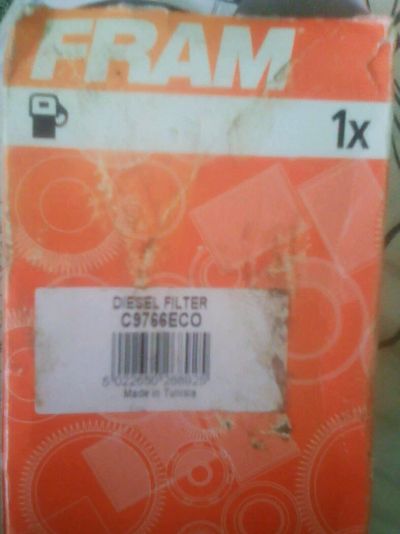 FRAM
1x
DIESEL FILTER
C9766ECO
Made in Tunisia